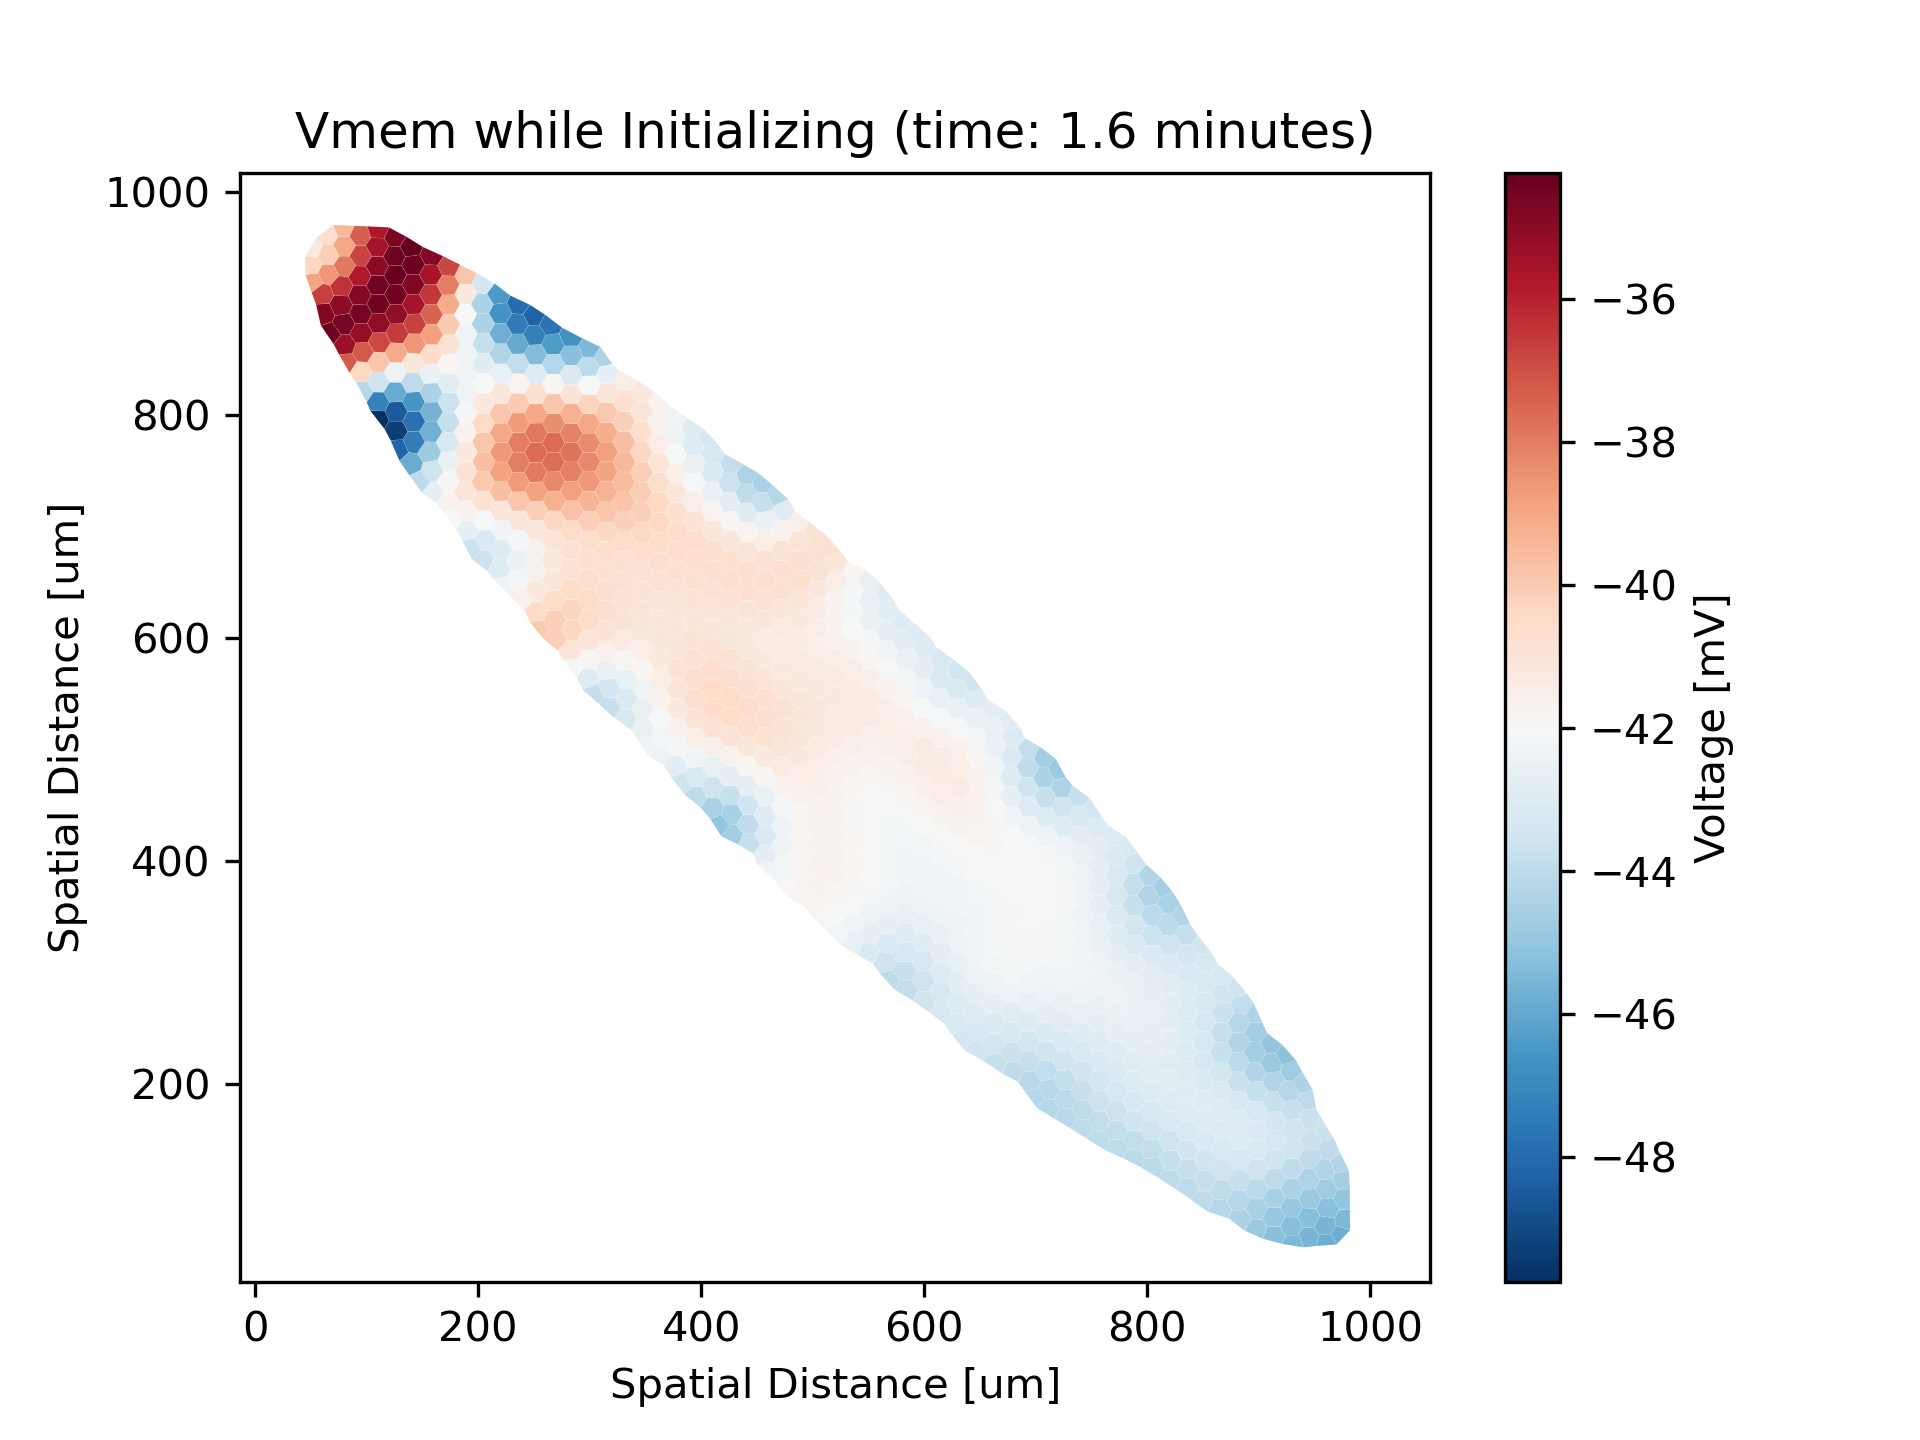 Vmem while Initializing (time: 1.6 minutes)
1000
800
600
400
200
Spatial Distance [um]
0 200 400 600 800 1000
Spatial Distance [um]
−36
−38
−40
−42
−44
−46
−48
Voltage [mV]